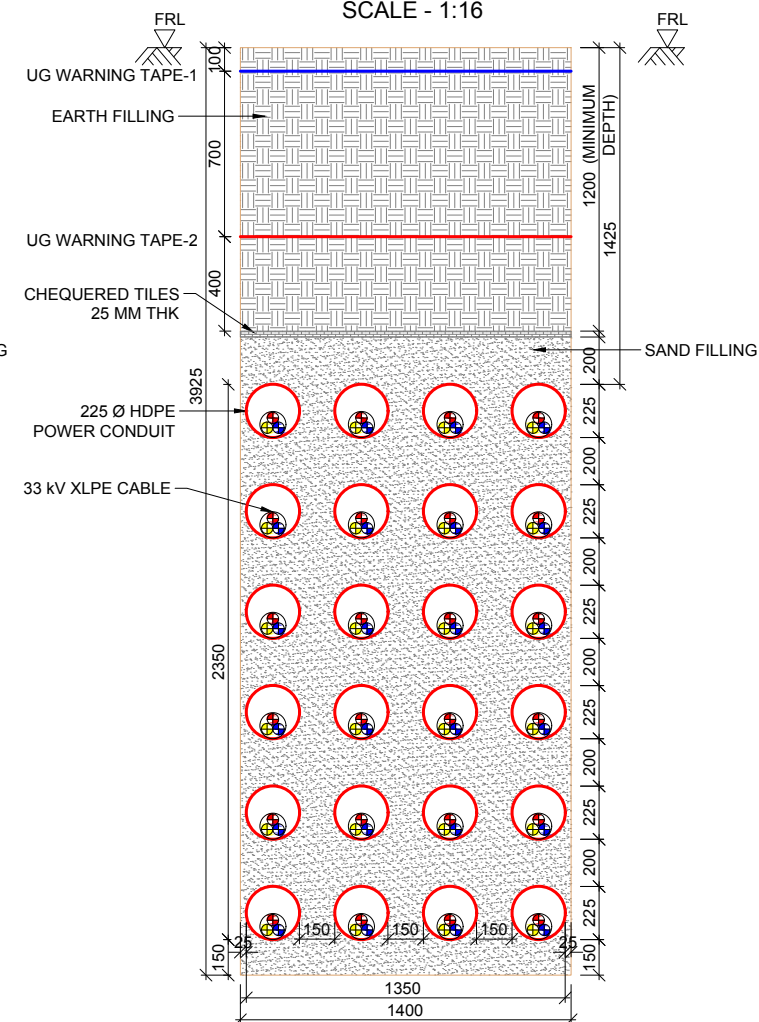 SCALE - 1:16
FRL
FRL
100
UG WARNING TAPE-1
EARTH FILLING
700
1200 (MINIMUM DEPTH)
1425
UG WARNING TAPE-2
400
CHEQUERED TILES
25 MM THK
G
200
SAND FILLING
3925
225 Ø HDPE
POWER CONDUIT
225
200
33 kV XLPE CABLE
225
200
225
2350
200
225
200
225
200
225
150
25
150
150
150
25
150
1350
1400